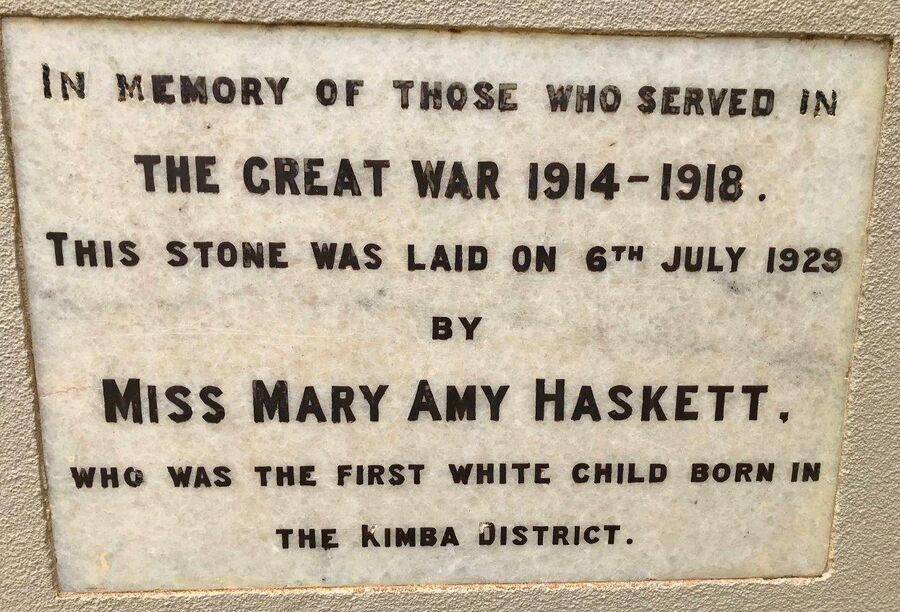 IN MEMORY OF THOSE WHO SERVED IN
THE GREAT WAR 1914-1918.
THIS STONE WAS LAID ON 6TH JULY 1929
BY
MISS MARY AMY HASKETT,
WHO WAS THE FIRST WHITE CHILD BORN IN
THE KIMBA DISTRICT.